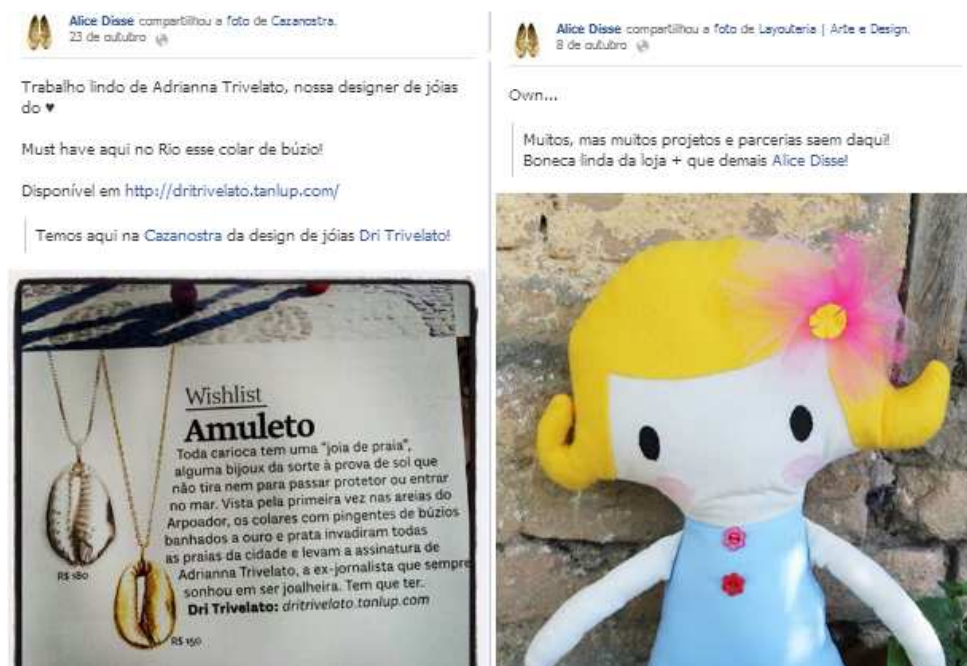 Alice Disse compartilhou a foto de Cazanostra.
23 de outubro
Trabalho lindo de Adrianna Trivelato, nossa designer de jóias
do ♥
Must have aqui no Rio esse colar de búzio!
Disponível em http://dritrivelato.tanlup.com/
Temos aqui na Cazanostra da design de jóias Dri Trivelato!
Wishlist
Amuleto
Toda carioca tem uma "joia de praia",
alguma bijoux da sorte à prova de sol que
não tira nem para passar protetor ou entrar
no mar. Vista pela primeira vez nas areias do
Arpoador, os colares com pingentes de búzios
banhados a ouro e prata invadiram todas
as praias da cidade e levam a assinatura de
Adrianna Trivelato, a ex-jornalista que sempre
sonhou em ser joalheira. Tem que ter.
Dri Trivelato: dritrivelato.tanlup.com
R$ 180
R$ 150
Alice Disse compartilhou a foto de Layouteria | Arte e Design.
8 de outubro
Own...
Muitos, mas muitos projetos e parcerias saem daqui!
Boneca linda da loja + que demais Alice Disse!